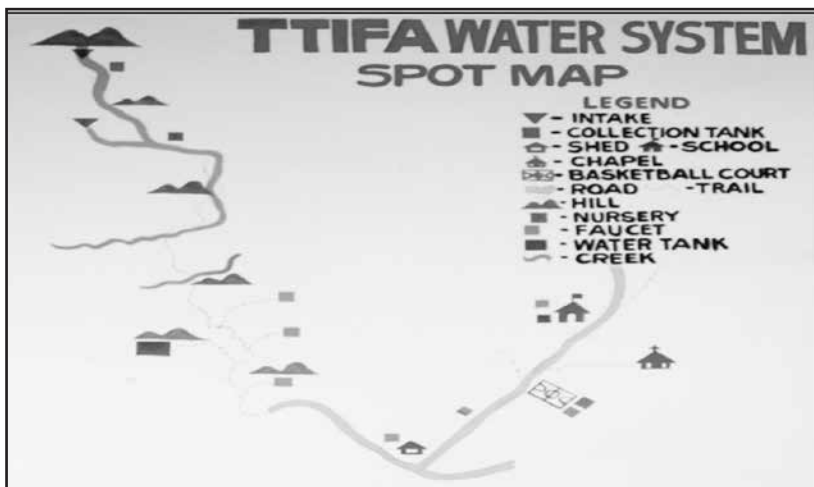 TTIFA WATER SYSTEM
SPOT MAP
LEGEND
- INTAKE
- COLLECTION TANK
- SHED - SCHOOL
- CHAPEL
- BASKETBALL COURT
- ROAD - TRAIL
- HILL
- NURSERY
- FAUCET
- WATER TANK
- CREEK